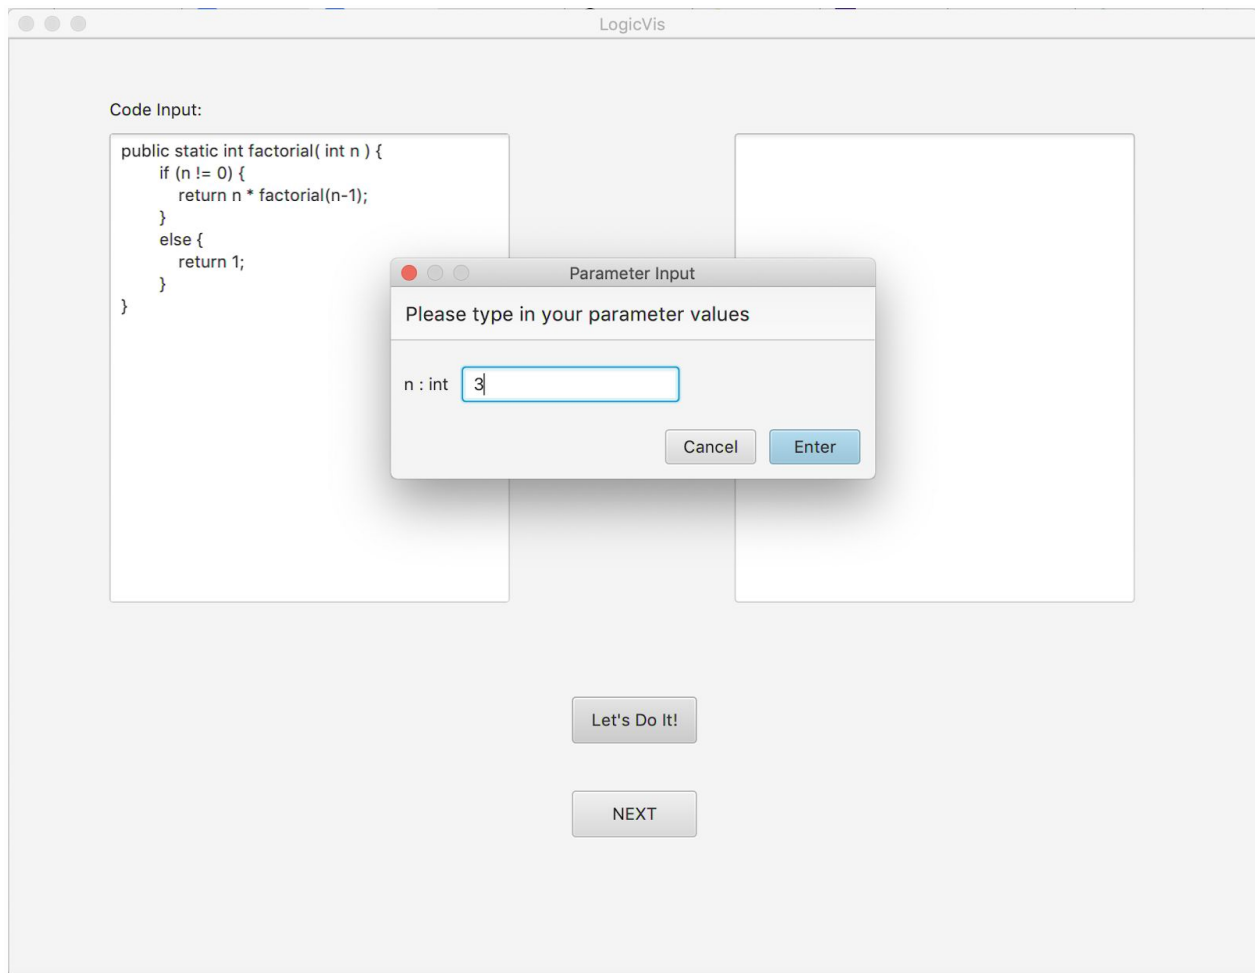 LogicVis
Code Input:
public static int factorial( int n ) {
if (n != 0) {
return n * factorial(n-1);
}
else {
return 1;
}
}
Parameter Input
Please type in your parameter values
n : int 3
Cancel Enter
Let's Do It!
NEXT